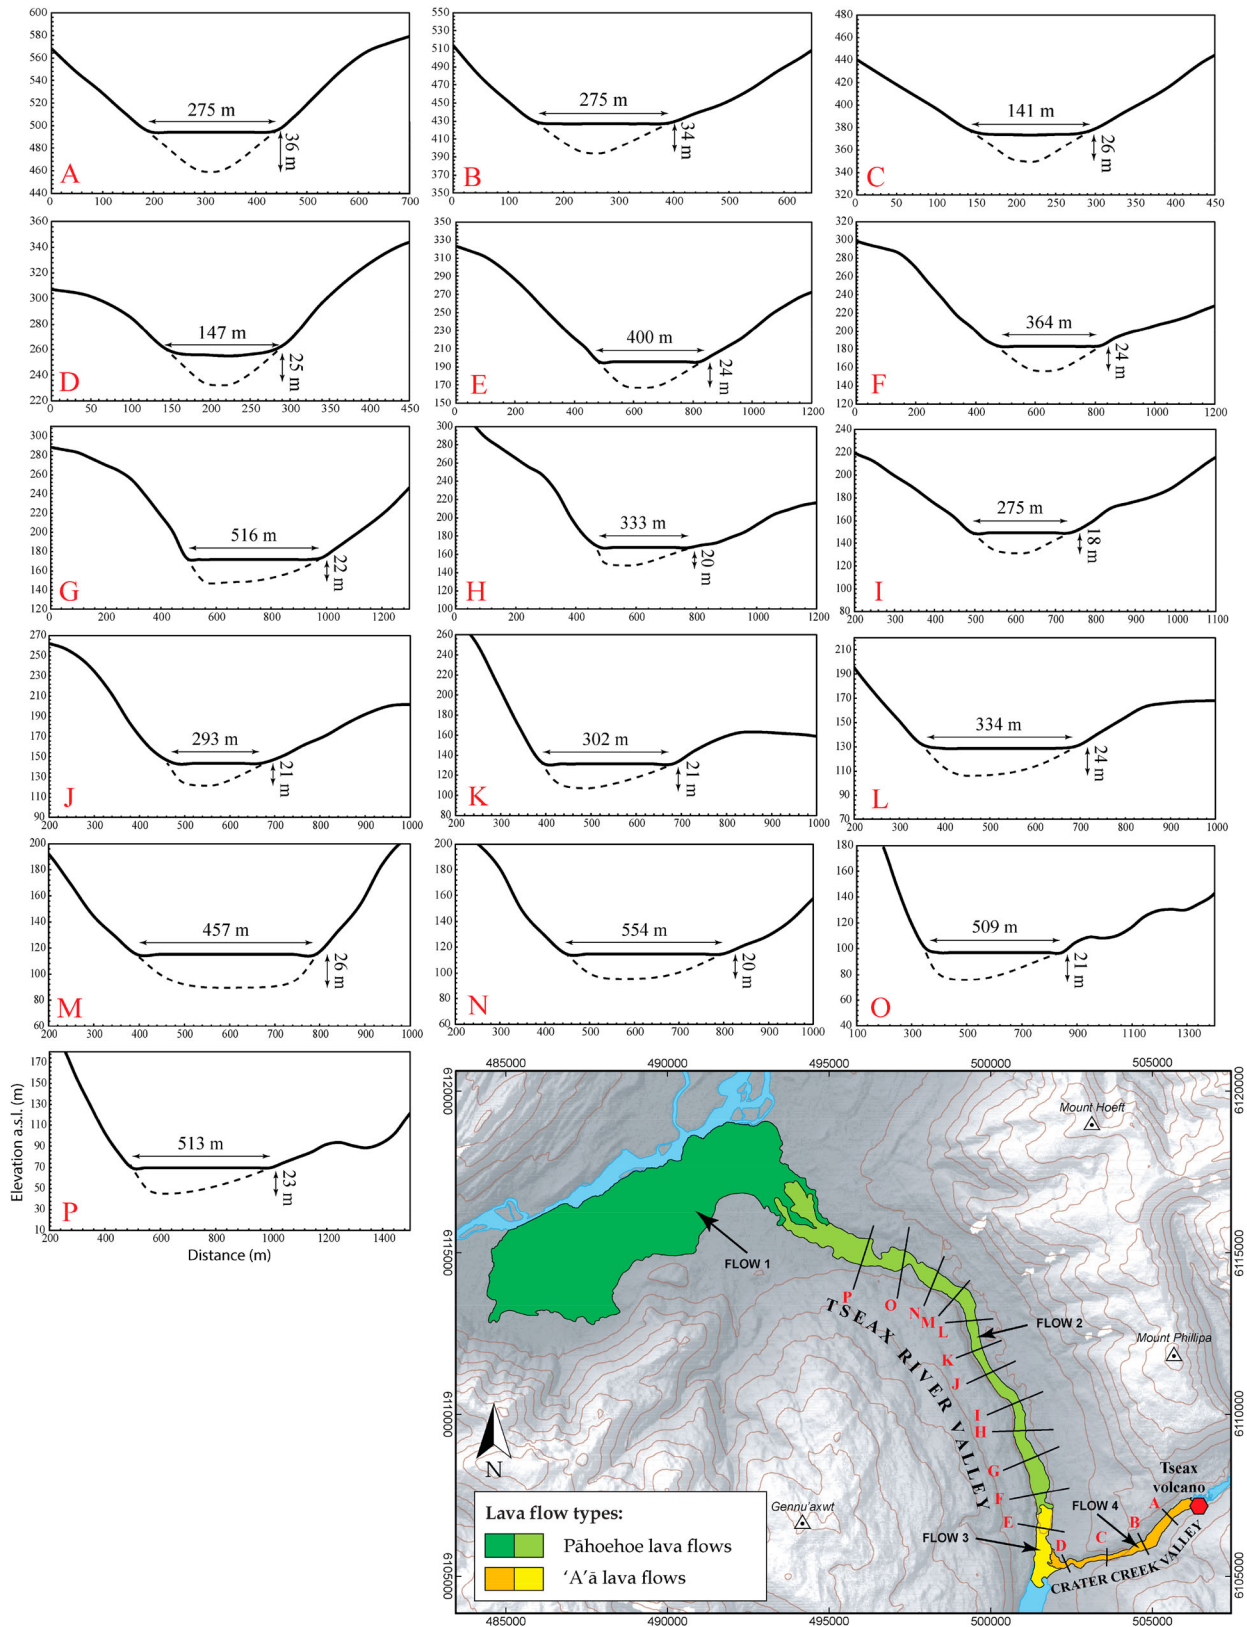 600
580
560
540
520
500
480
460
440
275 m
36 m
A
0 100 200 300 400 500 600 700
550
530
510
490
470
450
430
410
390
370
350
275 m
34 m
B
0 100 200 300 400 500 600
480
460
440
420
400
380
360
340
320
141 m
26 m
C
0 50 100 150 200 250 300 350 400 450
360
340
320
300
280
260
240
220
147 m
25 m
D
0 50 100 150 200 250 300 350 400 450
350
330
310
290
270
250
230
210
190
170
150
400 m
24 m
E
0 200 400 600 800 1000 1200
320
300
280
260
240
220
200
180
160
140
120
364 m
24 m
F
0 200 400 600 800 1000 1200
300
280
260
240
220
200
180
160
140
120
516 m
22 m
G
0 200 400 600 800 1000 1200
300
280
260
240
220
200
180
160
140
120
100
333 m
20 m
H
0 200 400 600 800 1000 1200
240
220
200
180
160
140
120
100
80
275 m
18 m
I
200 300 400 500 600 700 800 900 1000 1100
270
250
230
210
190
170
150
130
110
90
293 m
21 m
J
200 300 400 500 600 700 800 900 1000
260
240
220
200
180
160
140
120
100
80
302 m
21 m
K
200 300 400 500 600 700 800 900 1000
210
190
170
150
130
110
90
70
334 m
24 m
L
200 300 400 500 600 700 800 900 1000
200
180
160
140
120
100
80
60
457 m
26 m
M
200 300 400 500 600 700 800 900 1000
200
180
160
140
120
100
80
60
554 m
20 m
N
200 300 400 500 600 700 800 900 1000
180
160
140
120
100
80
60
40
509 m
21 m
O
100 300 500 700 900 1100 1300
Elevation a.s.l. (m)
170
150
130
110
90
70
50
30
10
513 m
23 m
P
200 400 600 800 1000 1200 1400
Distance (m)
485000 490000 495000 500000 505000
6120000 6120000
Mount Hoeft
6115000 6115000
FLOW 1
P
O
N
M
L
FLOW 2
TSEAX RIVER VALLEY
Mount Phillipa
K
J
6110000 6110000
I
H
G
N
Tseax
volcano
F
FLOW 4
A
Gennu'axwt
E
B
FLOW 3
D
C
CRATER CREEK VALLEY
6105000 6105000
Lava flow types:
Pāhoehoe lava flows
‘A’ā lava flows
485000 490000 495000 500000 505000